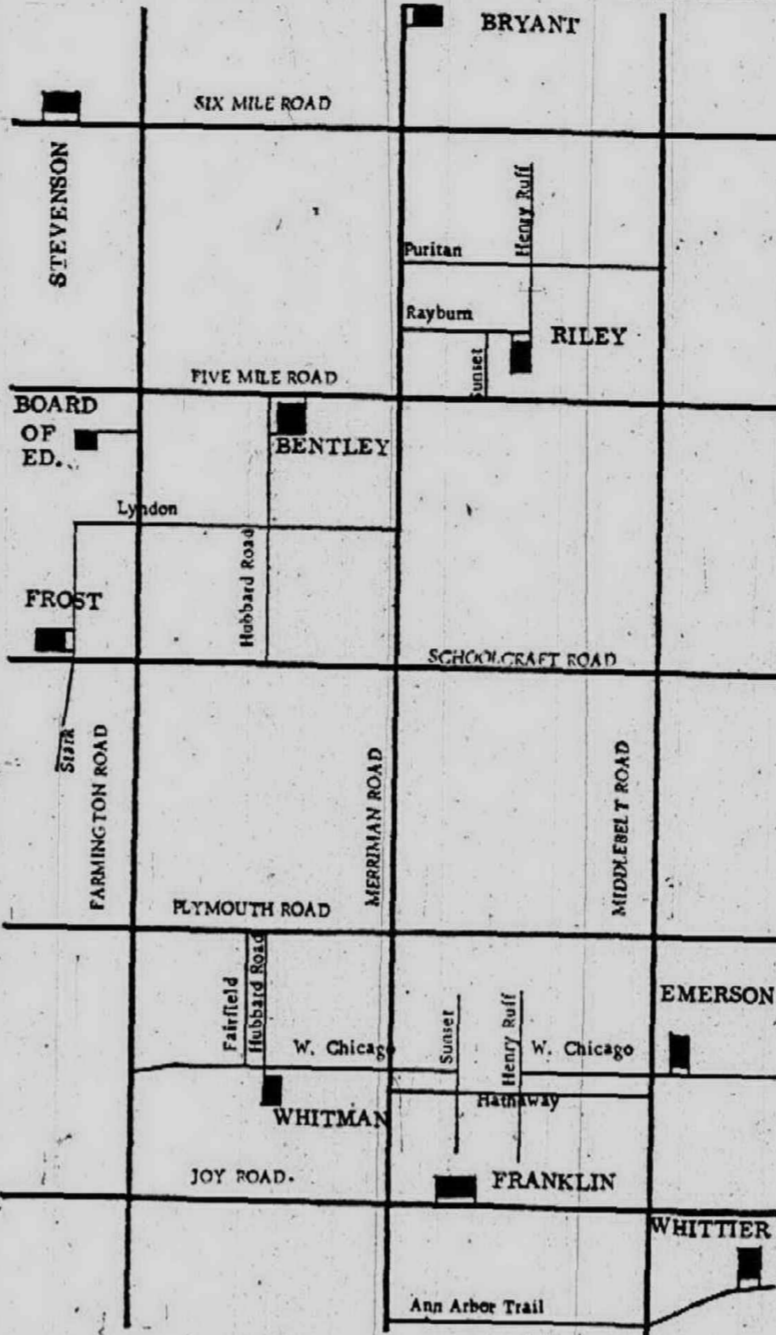 BRYANT
SIX MILE ROAD
STEVENSON
Henry Ruff
Puritan
Rayburn
RILEY
Sunset
FIVE MILE ROAD
BOARD
OF
ED.
BENTLEY
Lyndon
Hubbard Road
FROST
SCHOOLCRAFT ROAD
Stark
FARMINGTON ROAD
MERRIMAN ROAD
MIDDLEBELT ROAD
PLYMOUTH ROAD
Fairfield
Hubbard Road
EMERSON
W. Chicago
Sunset
Henry Ruff
W. Chicago
Hathaway
WHITMAN
JOY ROAD.
FRANKLIN
WHITTIER
Ann Arbor Trail